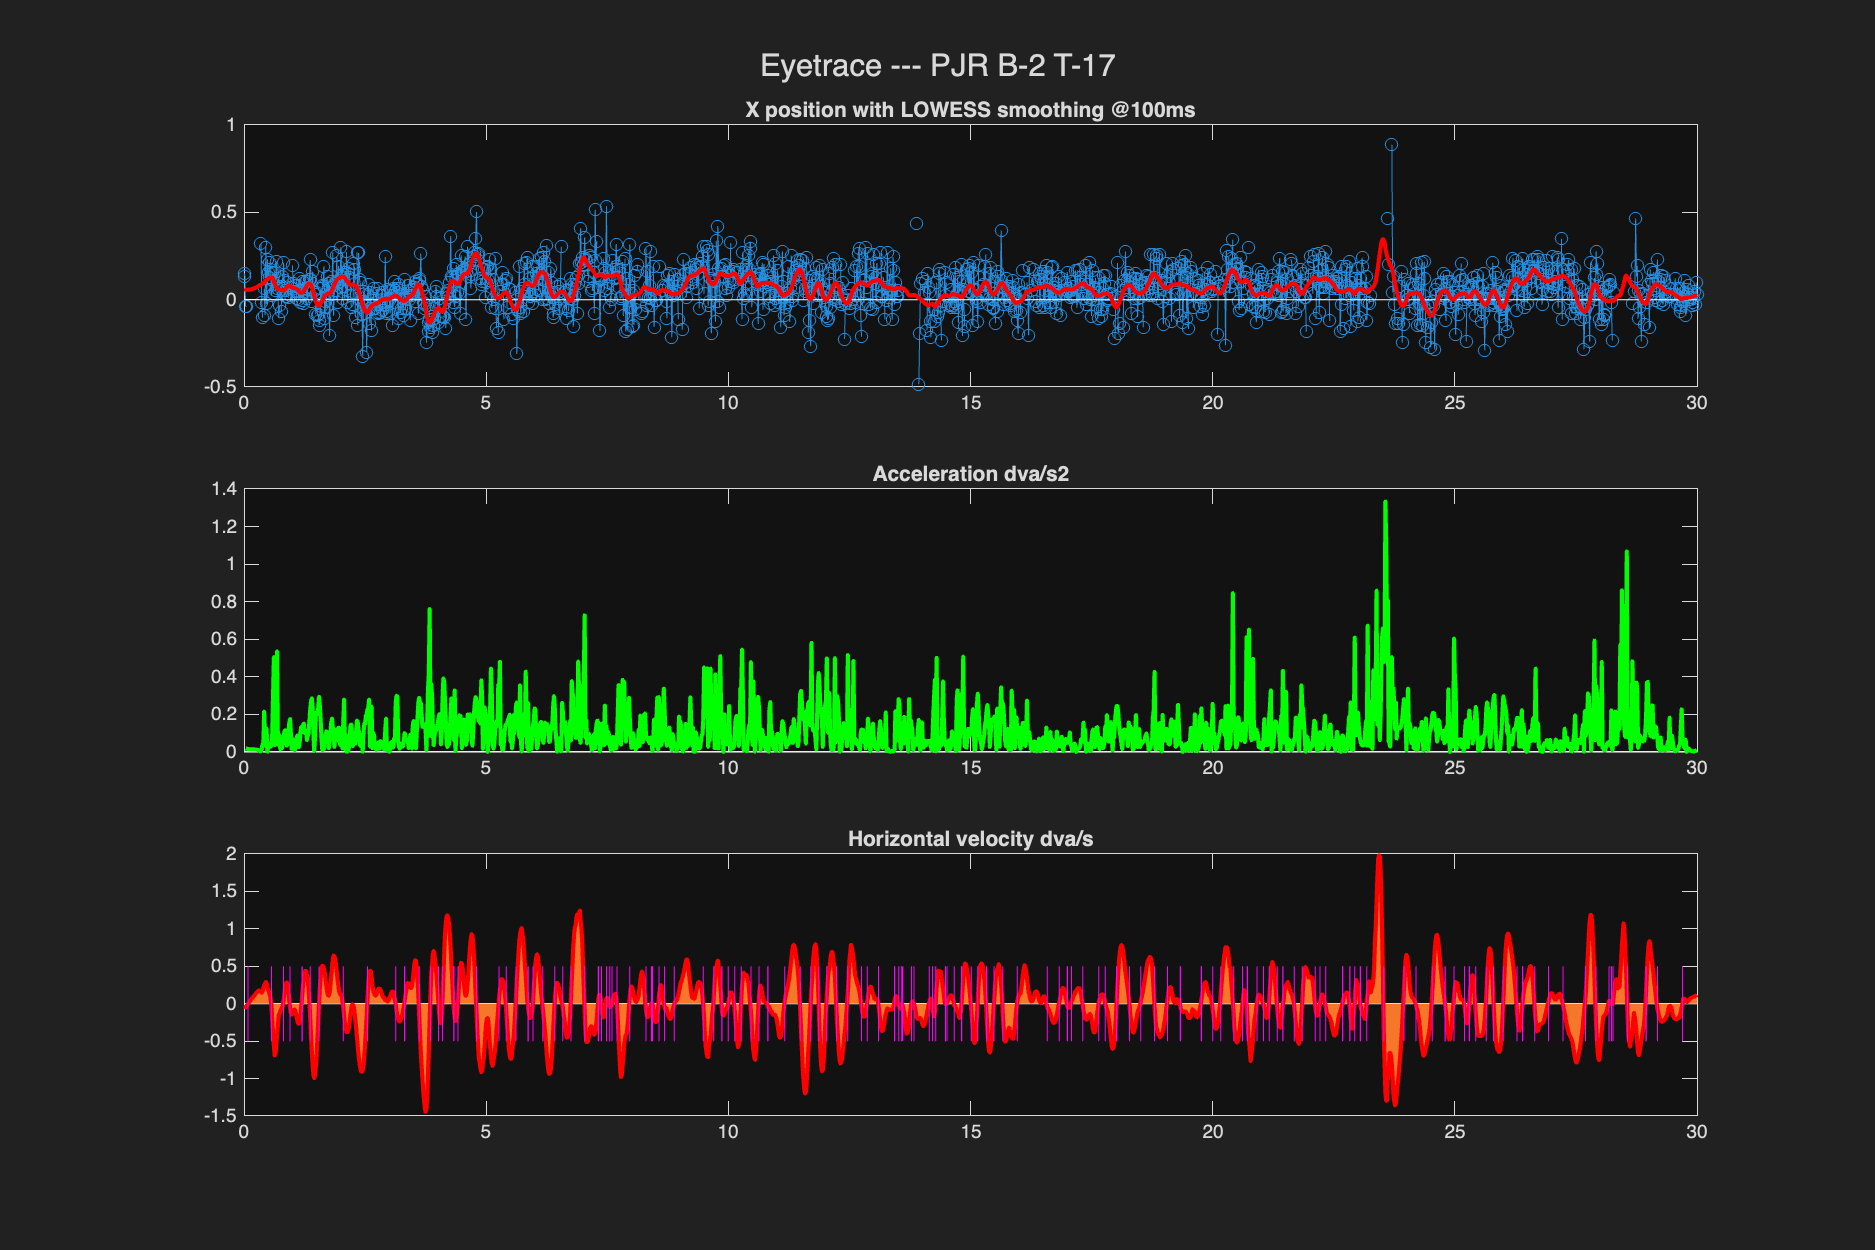 Eyetrace --- PJR B-2 T-17
X position with LOWESS smoothing @100ms
1
0.5
0
-0.5
0 5 10 15 20 25 30
Acceleration dva/s2
1.4
1.2
1
0.8
0.6
0.4
0.2
0
0 5 10 15 20 25 30
Horizontal velocity dva/s
2
1.5
1
0.5
0
-0.5
-1
-1.5
0 5 10 15 20 25 30